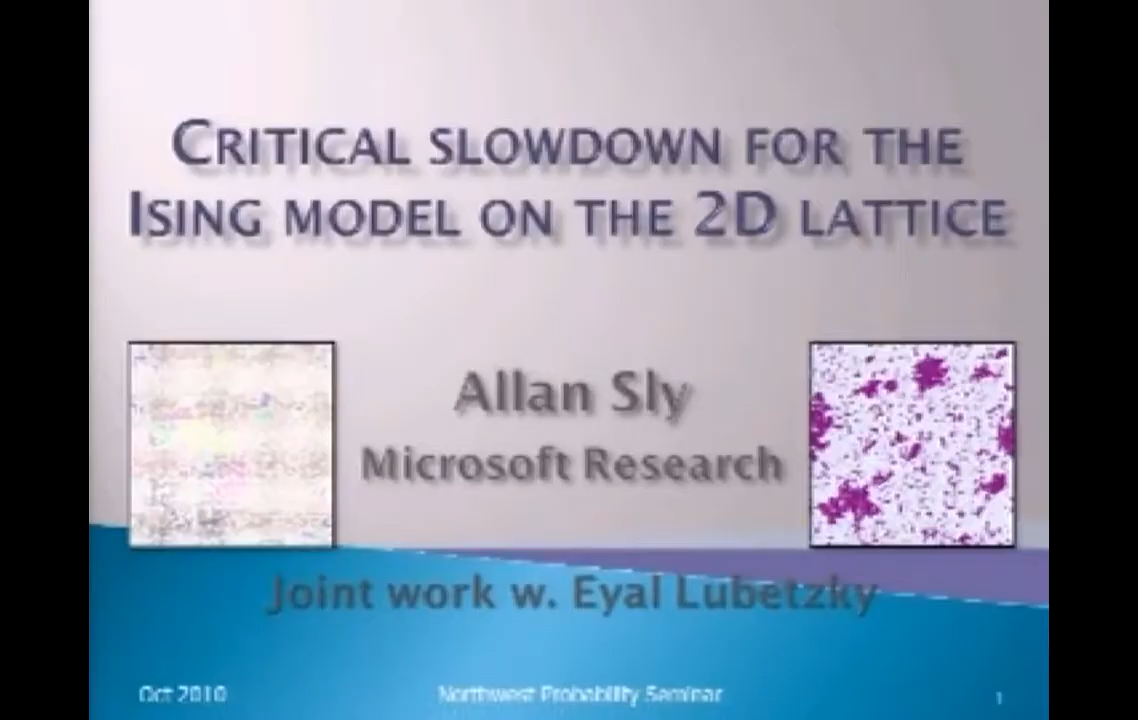 CRITICAL SLOWDOWN FOR THE
ISING MODEL ON THE 2D LATTICE
Allan Sly
Microsoft Research
Joint work w. Eyal Lubetzky
Oct 2010
Northwest Probability Seminar
1